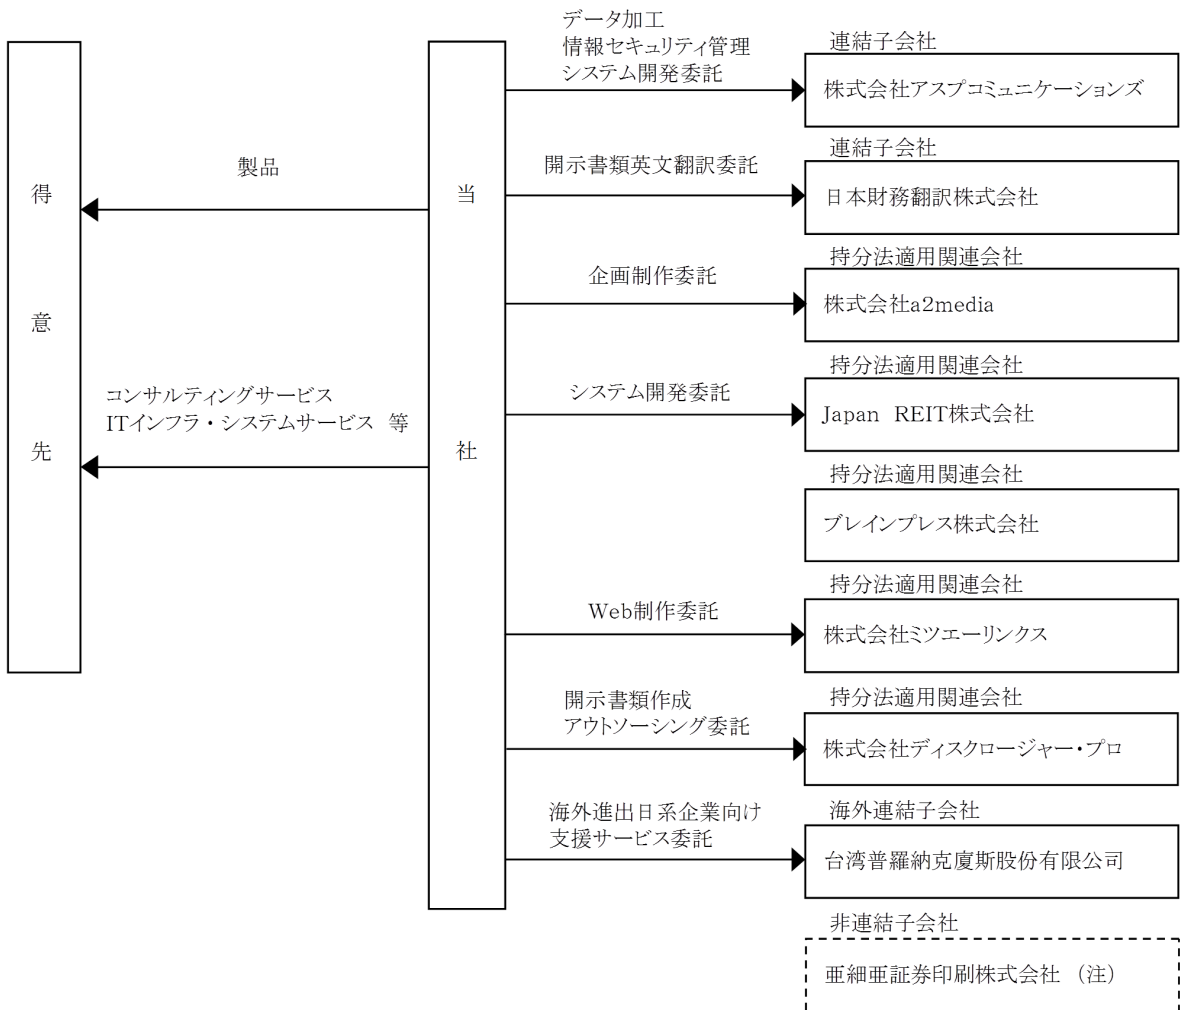 得意先
製品
コンサルティングサービス
ITインフラ・システムサービス 等
当社
データ加工
情報セキュリティ管理
システム開発委託
連結子会社
株式会社アスプコミュニケーションズ
開示書類英文翻訳委託
連結子会社
日本財務翻訳株式会社
企画制作委託
持分法適用関連会社
株式会社a2media
システム開発委託
持分法適用関連会社
Japan REIT株式会社
持分法適用関連会社
ブレインプレス株式会社
Web制作委託
持分法適用関連会社
株式会社ミツエーリンクス
開示書類作成
アウトソーシング委託
持分法適用関連会社
株式会社ディスクロージャー・プロ
海外進出日系企業向け
支援サービス委託
海外連結子会社
台湾普羅納克廈斯股份有限公司
非連結子会社
亜細亜証券印刷株式会社 (注)